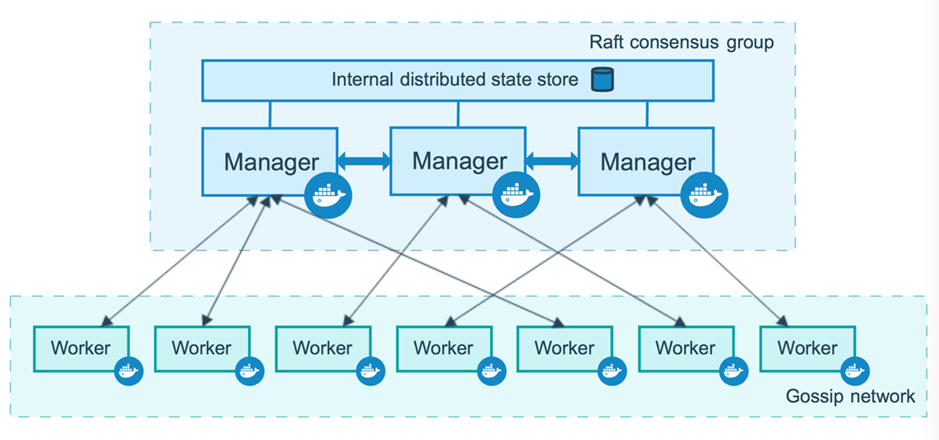 Raft consensus group
Internal distributed state store
Manager
Manager
Manager
Worker
Worker
Worker
Worker
Worker
Worker
Worker
Gossip network